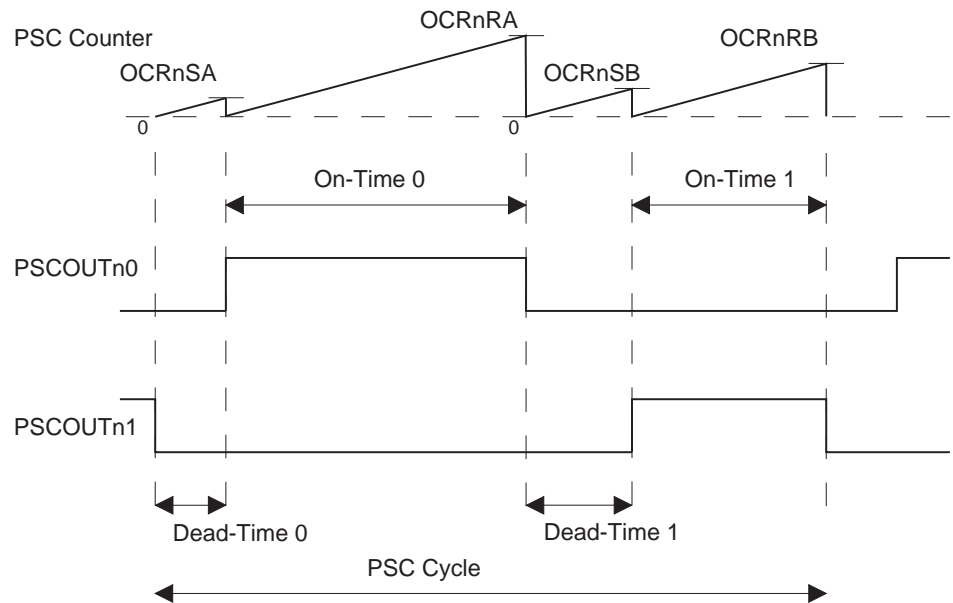 OCRnRA
PSC Counter
OCRnRB
OCRnSA
OCRnSB
0
0
On-Time 0
On-Time 1
PSCOUTn0
PSCOUTn1
Dead-Time 0
Dead-Time 1
PSC Cycle